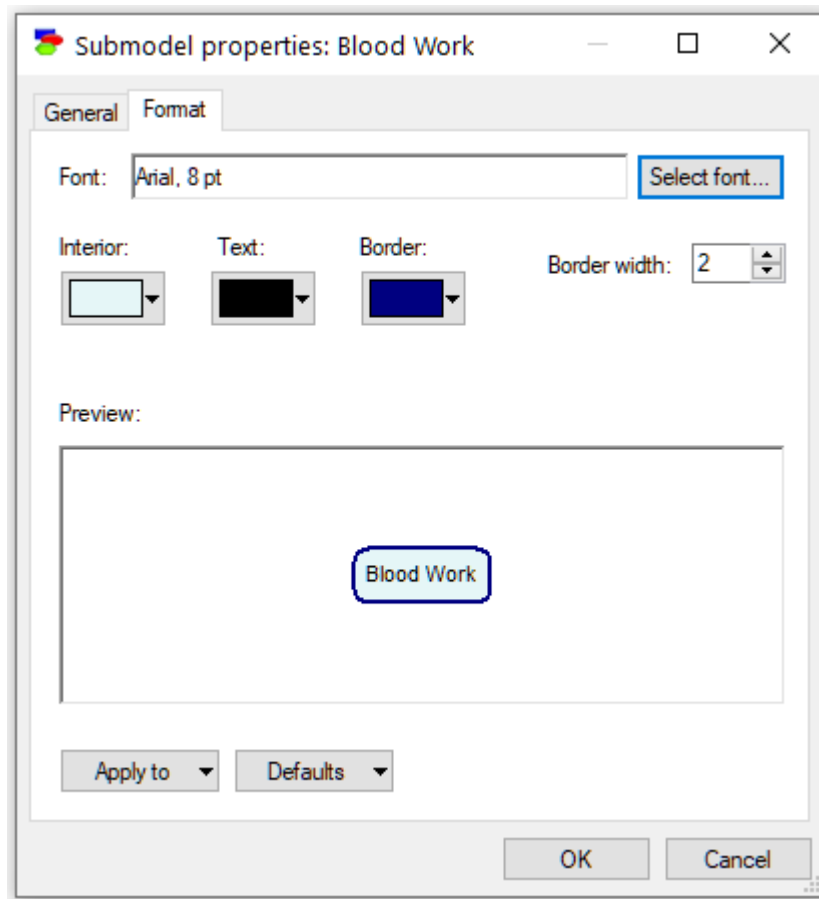 Submodel properties: Blood Work
General Format
Font: Arial, 8 pt Select font...
Interior: Text: Border:
Border width: 2
Preview:
Blood Work
Apply to Defaults
OK Cancel